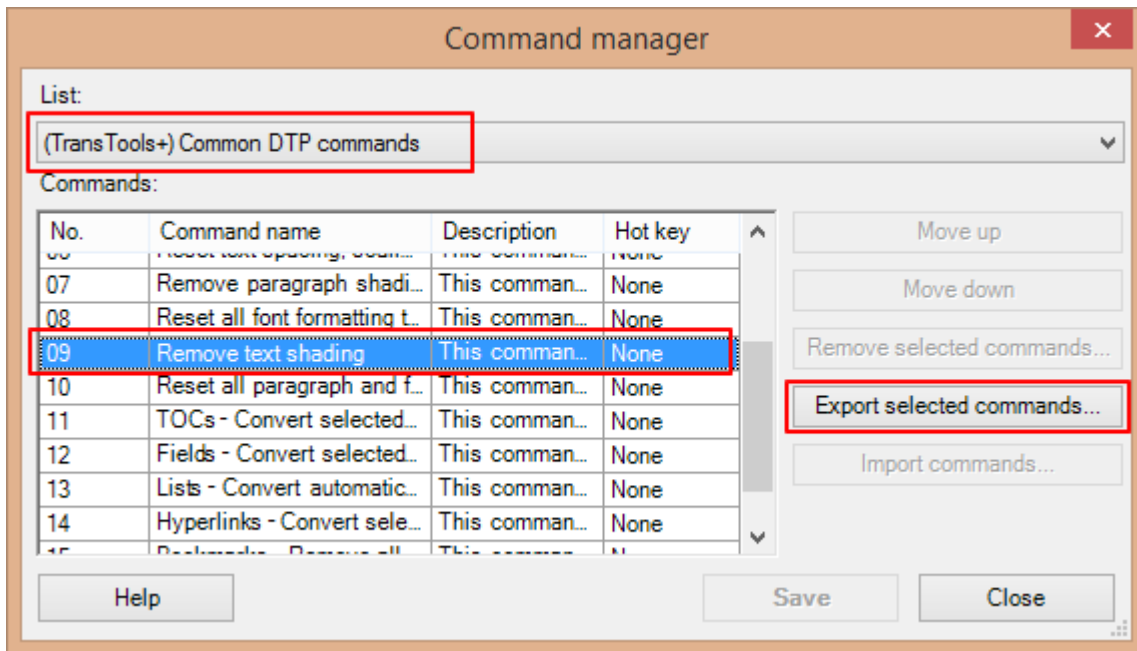 Command manager
List:
(TransTools+) Common DTP commands
Commands:
No. Command name Description Hot key
07 Remove paragraph shadi... This comman... None
08 Reset all font formatting t... This comman... None
09 Remove text shading This comman... None
10 Reset all paragraph and f... This comman... None
11 TOCs - Convert selected... This comman... None
12 Fields - Convert selected... This comman... None
13 Lists - Convert automatic... This comman... None
14 Hyperlinks - Convert sele... This comman... None
Move up
Move down
Remove selected commands...
Export selected commands...
Import commands...
Help
Save
Close